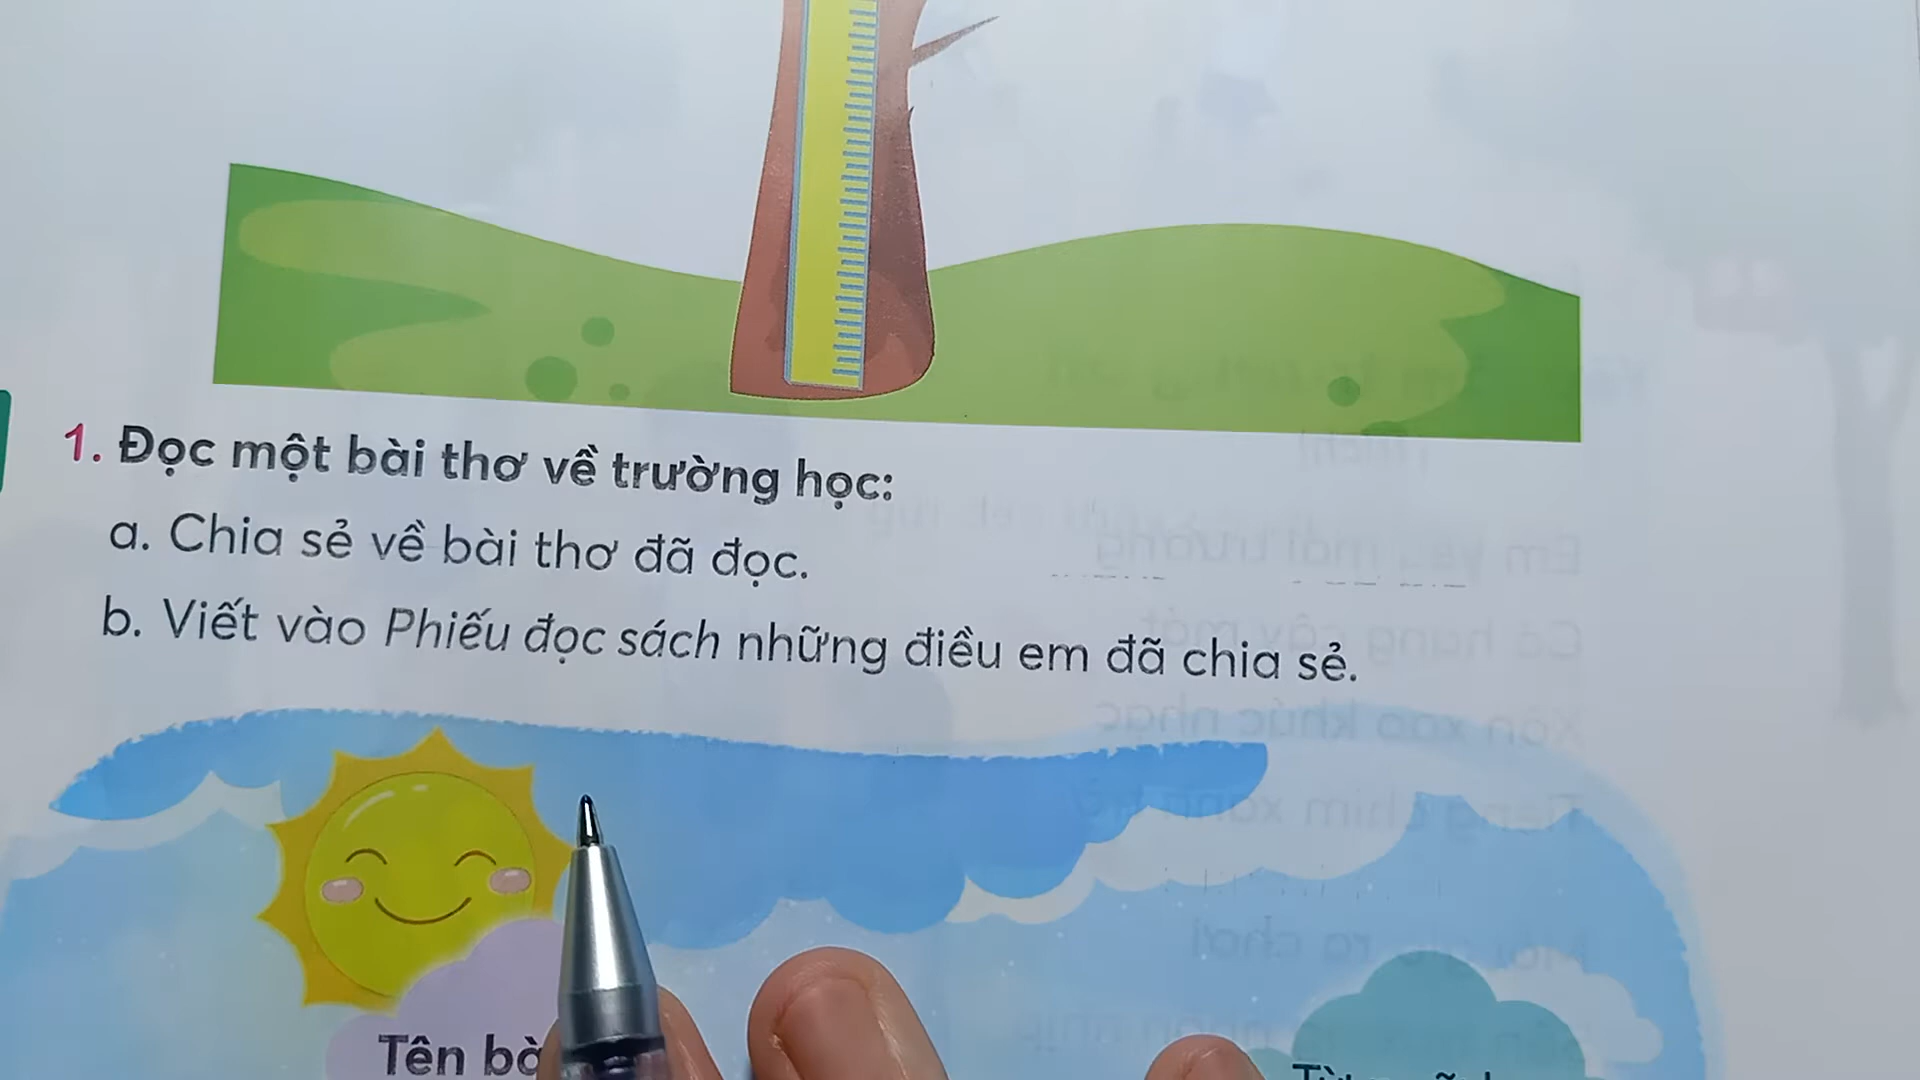 1. Đọc một bài thơ về trường học:
a. Chia sẻ về bài thơ đã đọc.
b. Viết vào Phiếu đọc sách những điều em đã chia sẻ.
Tên